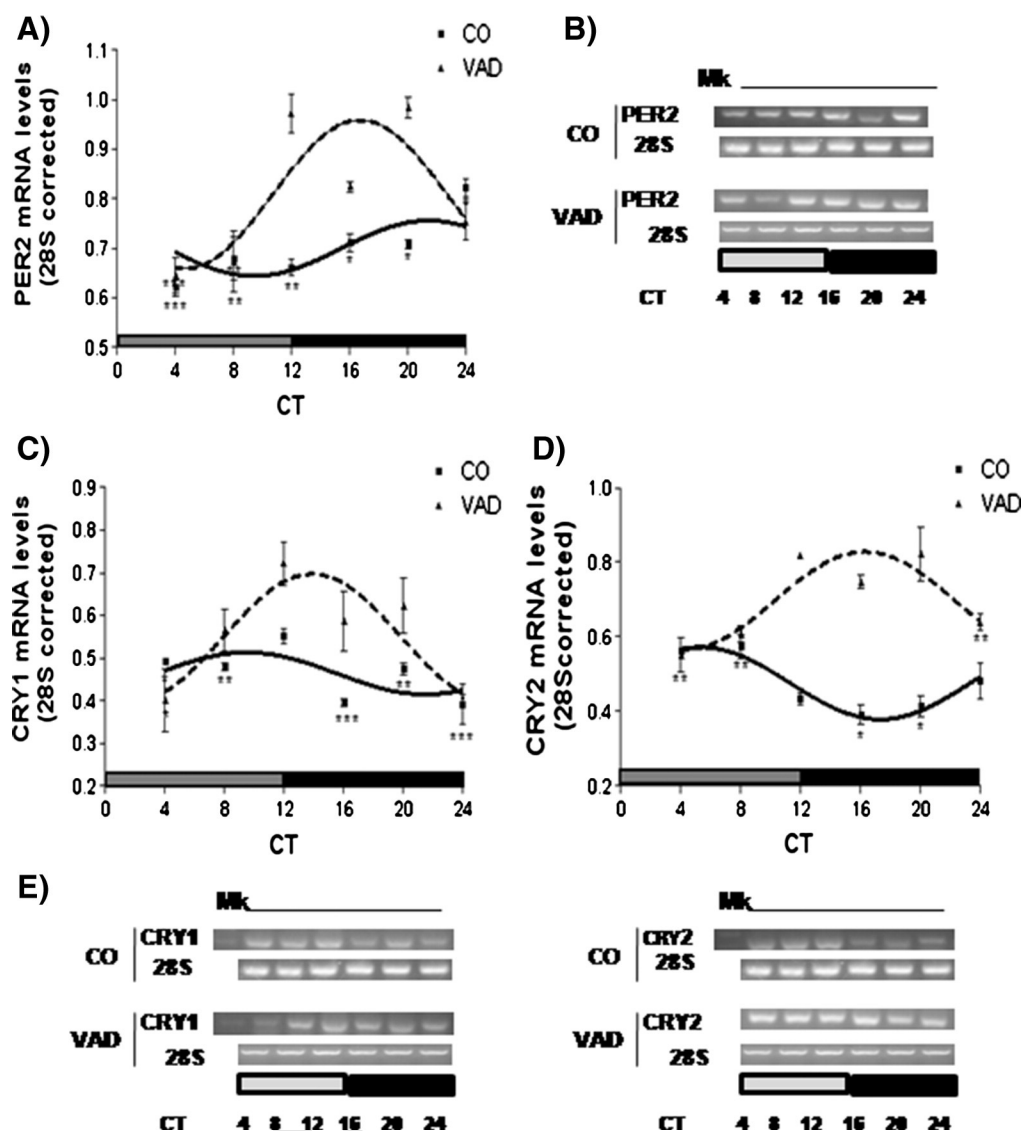 A)
CO
VAD
PER2 mRNA levels
(28S corrected)
1.1
1.0
0.9
0.8
0.7
0.6
0.5
0 4 8 12 16 20 24
CT
B)
Mk
CO
PER2
28S
VAD
PER2
28S
CT 4 8 12 16 20 24
C)
CO
VAD
CRY1 mRNA levels
(28S corrected)
0.9
0.8
0.7
0.6
0.5
0.4
0.3
0.2
0 4 8 12 16 20 24
CT
D)
CO
VAD
CRY2 mRNA levels
(28Scorrected)
1.0
0.8
0.6
0.4
0.2
0 4 8 12 16 20 24
CT
E)
Mk
CO
CRY1
28S
VAD
CRY1
28S
CT 4 8 12 16 20 24
Mk
CO
CRY2
28S
VAD
CRY2
28S
CT 4 8 12 16 20 24